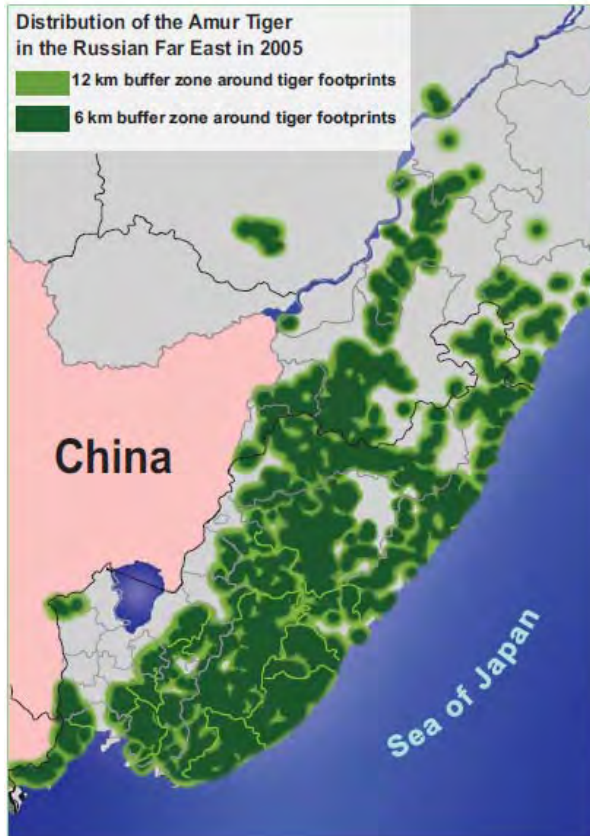 Distribution of the Amur Tiger
in the Russian Far East in 2005
12 km buffer zone around tiger footprints
6 km buffer zone around tiger footprints
China
Sea of Japan